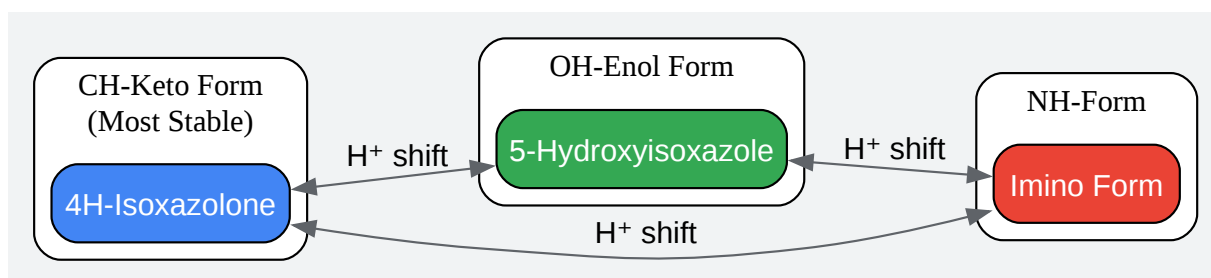 CH-Keto Form
(Most Stable)
4H-Isoxazolone
H⁺ shift
OH-Enol Form
5-Hydroxyisoxazole
H⁺ shift
NH-Form
Imino Form
H⁺ shift